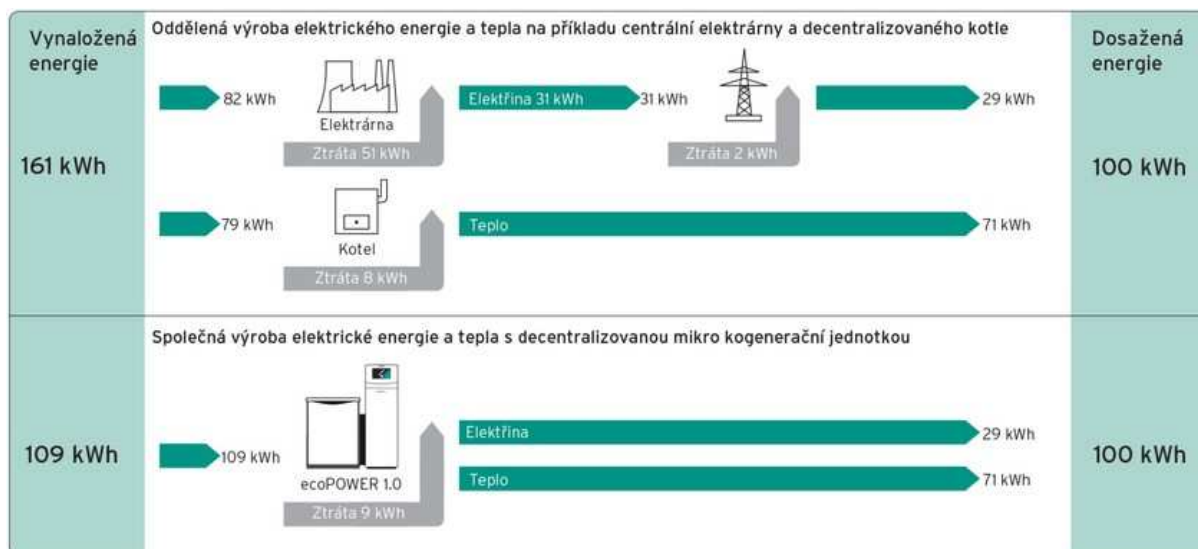 Vynaložená
energie
161 kWh
Oddělená výroba elektrického energie a tepla na příkladu centrální elektrárny a decentralizovaného kotle
82 kWh
Elektrárna
Ztráta 51 kWh
Elektřina 31 kWh
31 kWh
Ztráta 2 kWh
29 kWh
79 kWh
Kotel
Ztráta 8 kWh
Teplo
71 kWh
Dosažená
energie
100 kWh
109 kWh
Společná výroba elektrické energie a tepla s decentralizovanou mikro kogenerační jednotkou
109 kWh
ecoPOWER 1.0
Ztráta 9 kWh
Elektřina
29 kWh
Teplo
71 kWh
100 kWh